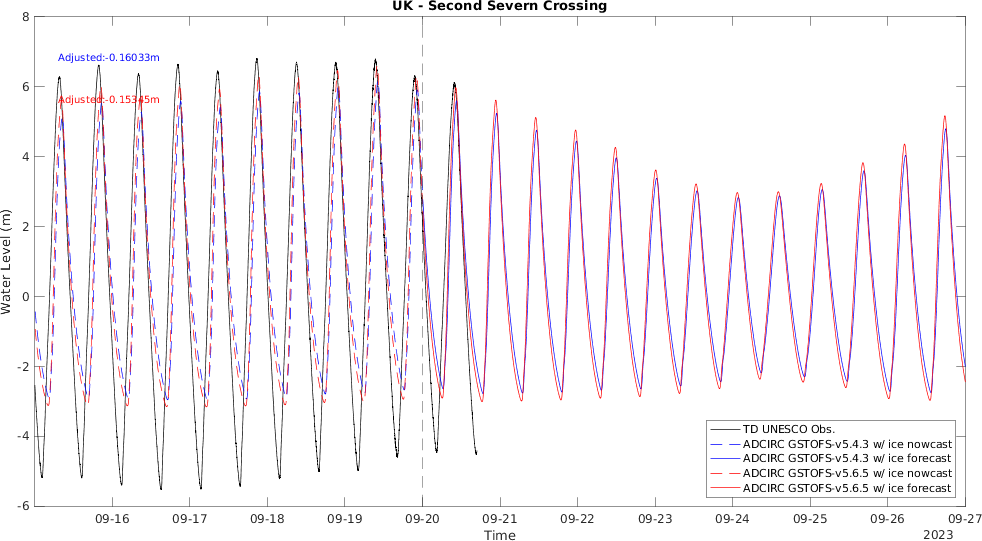 UK - Second Severn Crossing
8
6
4
2
0
-2
-4
-6
Water Level (m)
Adjusted:-0.16033m
Adjusted:-0.15345m
TD UNESCO Obs.
ADCIRC GSTOFS-v5.4.3 w/ ice nowcast
ADCIRC GSTOFS-v5.4.3 w/ ice forecast
ADCIRC GSTOFS-v5.6.5 w/ ice nowcast
ADCIRC GSTOFS-v5.6.5 w/ ice forecast
09-16 09-17 09-18 09-19 09-20 09-21 09-22 09-23 09-24 09-25 09-26 09-27
Time
2023